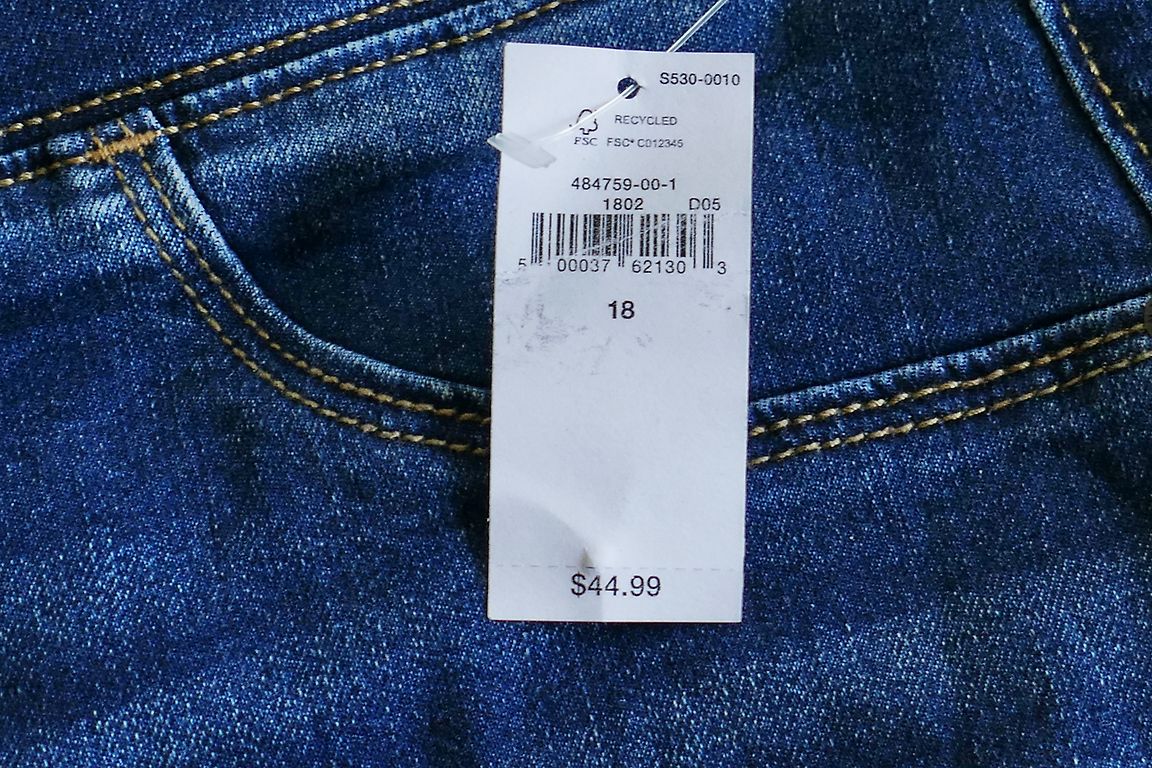 S530-0010
RECYCLED
FSC FSC® C012345
484759-00-1
1802 D05
5 00037 62130 3
18
$44.99